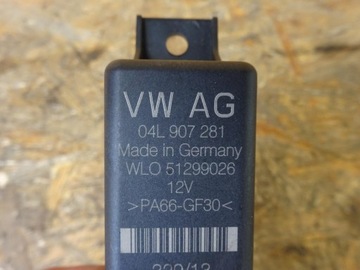 VW AG
04L 907 281
Made in Germany
WLO 51299026
12V
>PA66-GF30<